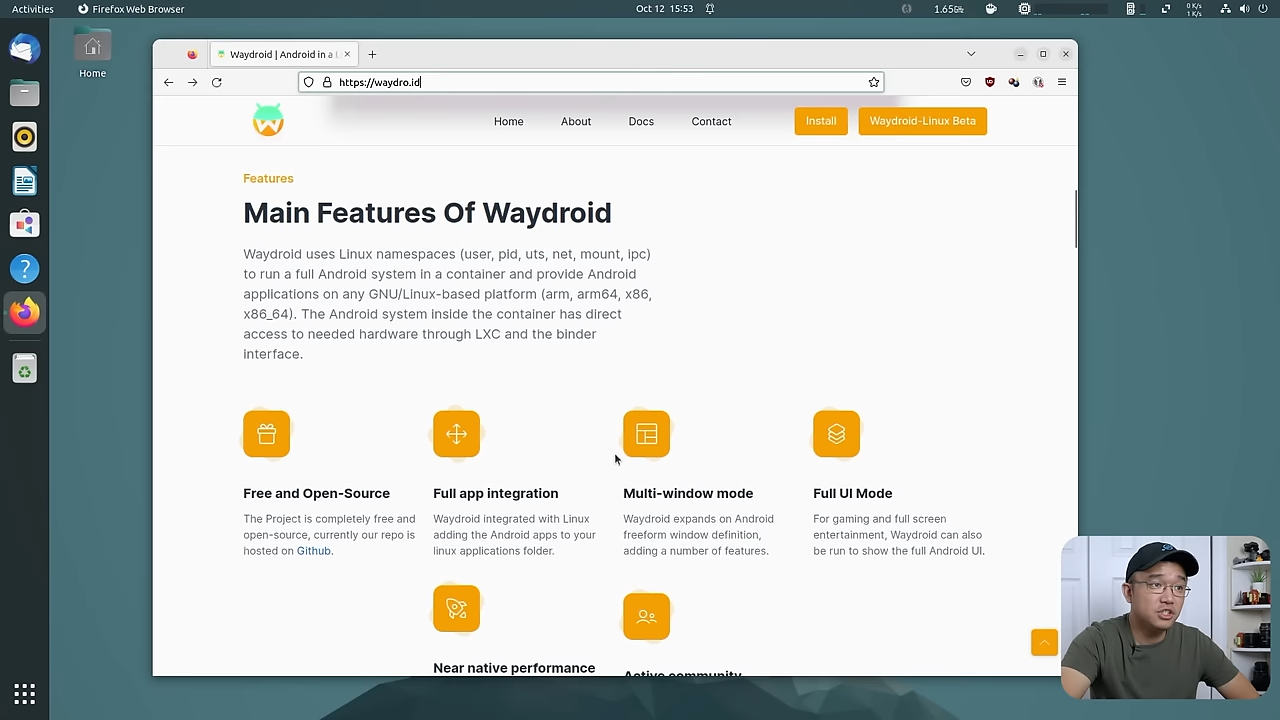 Activities
Firefox Web Browser
Oct 12 15:53
Home
Waydroid | Android in a
https://waydro.id
Home
About
Docs
Contact
Install
Waydroid-Linux Beta
Features
Main Features Of Waydroid
Waydroid uses Linux namespaces (user, pid, uts, net, mount, ipc)
to run a full Android system in a container and provide Android
applications on any GNU/Linux-based platform (arm, arm64, x86,
x86_64). The Android system inside the container has direct
access to needed hardware through LXC and the binder
interface.
Free and Open-Source
The Project is completely free and
open-source, currently our repo is
hosted on Github.
Full app integration
Waydroid integrated with Linux
adding the Android apps to your
linux applications folder.
Multi-window mode
Waydroid expands on Android
freeform window definition,
adding a number of features.
Full UI Mode
For gaming and full screen
entertainment, Waydroid can also
be run to show the full Android UI.
Near native performance
Active community